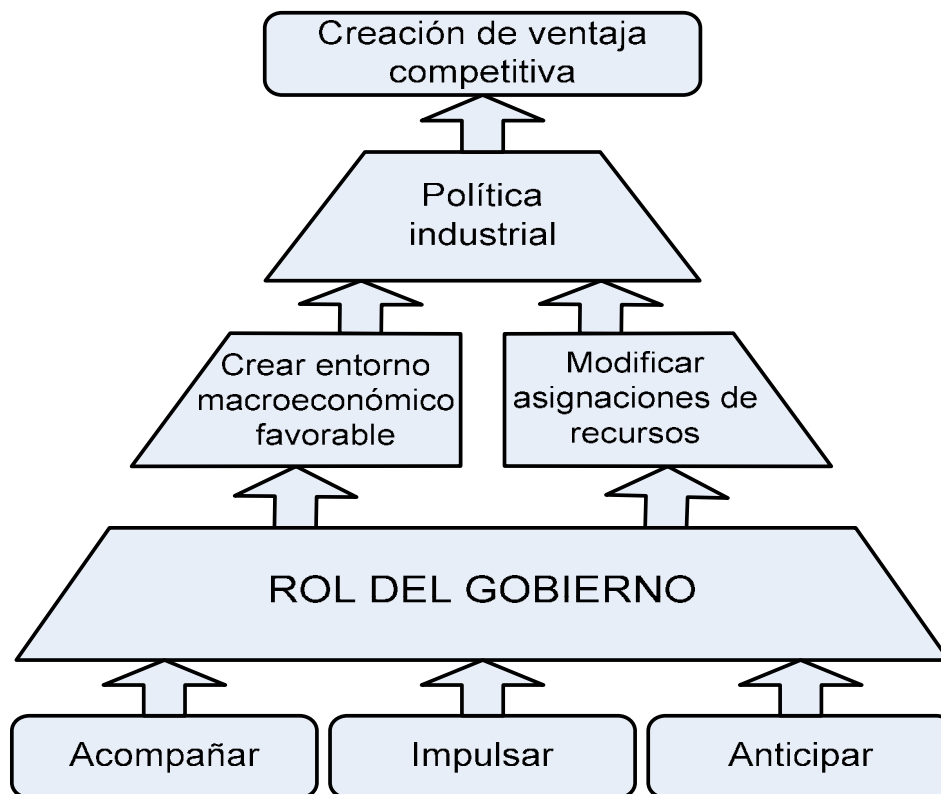 Creación de ventaja
competitiva
Política
industrial
Crear entorno
macroeconómico
favorable
Modificar
asignaciones de
recursos
ROL DEL GOBIERNO
Acompañar
Impulsar
Anticipar